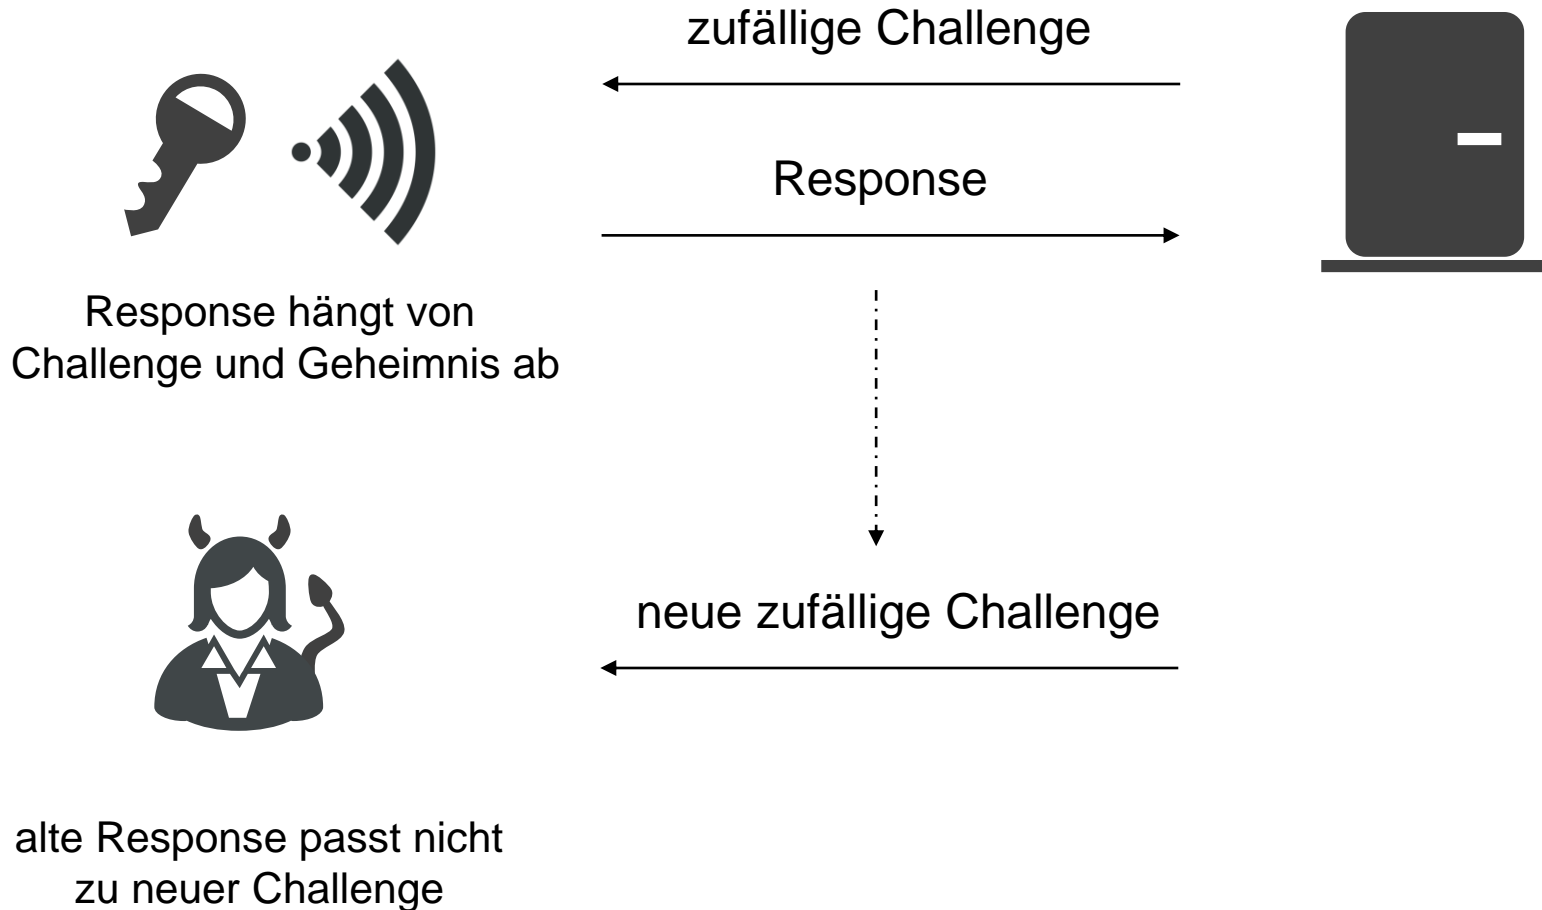 zufällige Challenge
Response
Response hängt von
Challenge und Geheimnis ab
neue zufällige Challenge
alte Response passt nicht
zu neuer Challenge